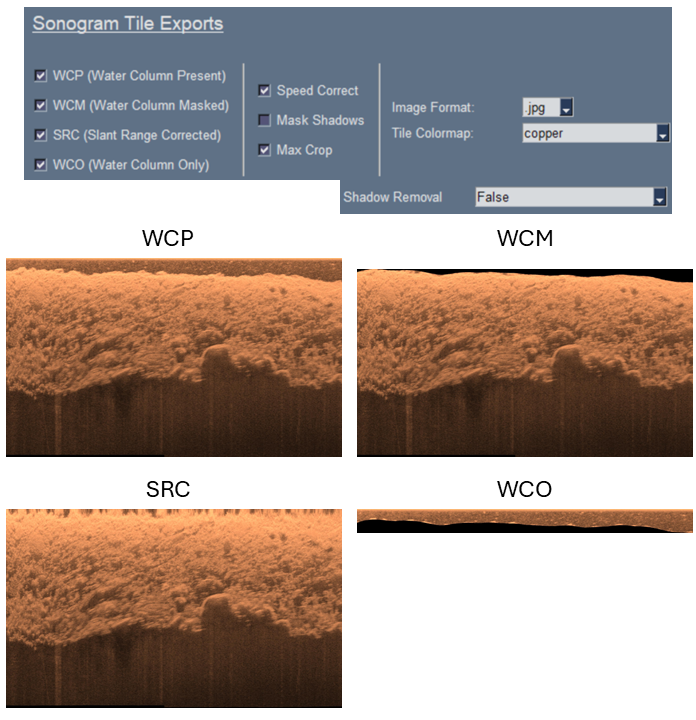 Sonogram Tile Exports
WCP (Water Column Present)
WCM (Water Column Masked)
SRC (Slant Range Corrected)
WCO (Water Column Only)
Speed Correct
Mask Shadows
Max Crop
Image Format: .jpg
Tile Colormap: copper
Shadow Removal False
WCP WCM
SRC WCO